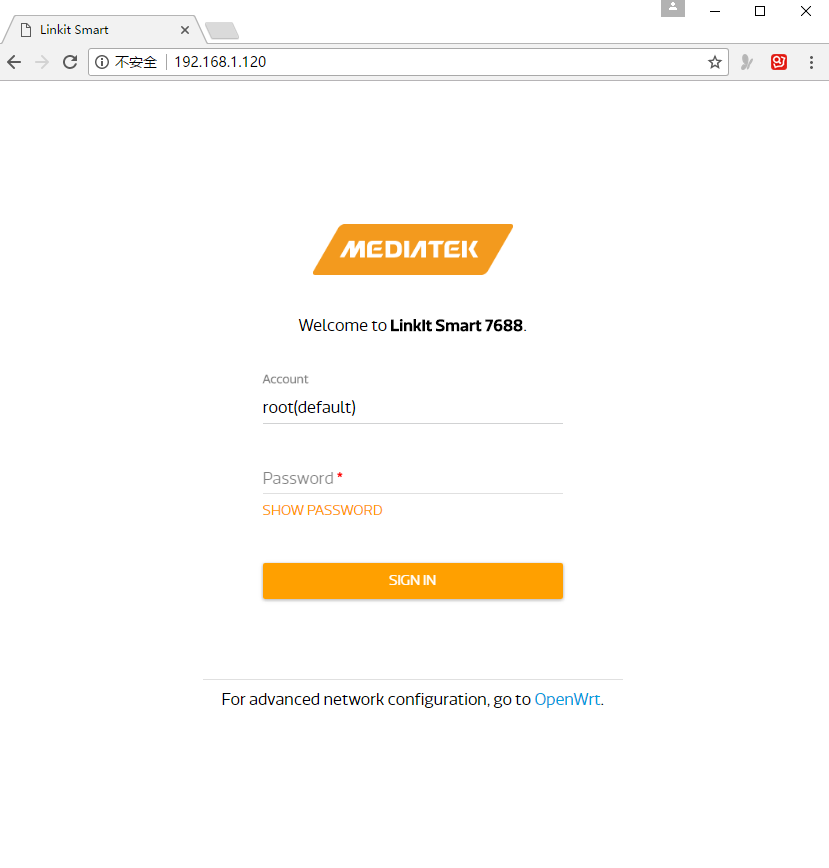 Linkit Smart
不安全 192.168.1.120
MEDIATEK
Welcome to LinkIt Smart 7688.
Account
root(default)
Password *
SHOW PASSWORD
SIGN IN
For advanced network configuration, go to OpenWrt.